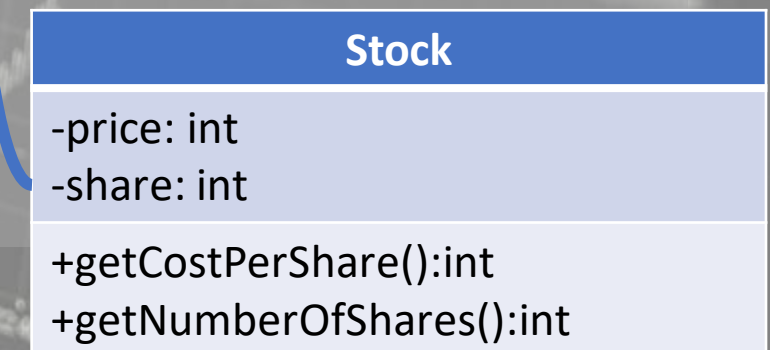 Stock
-price: int
-share: int
+getCostPerShare():int
+getNumberOfShares():int